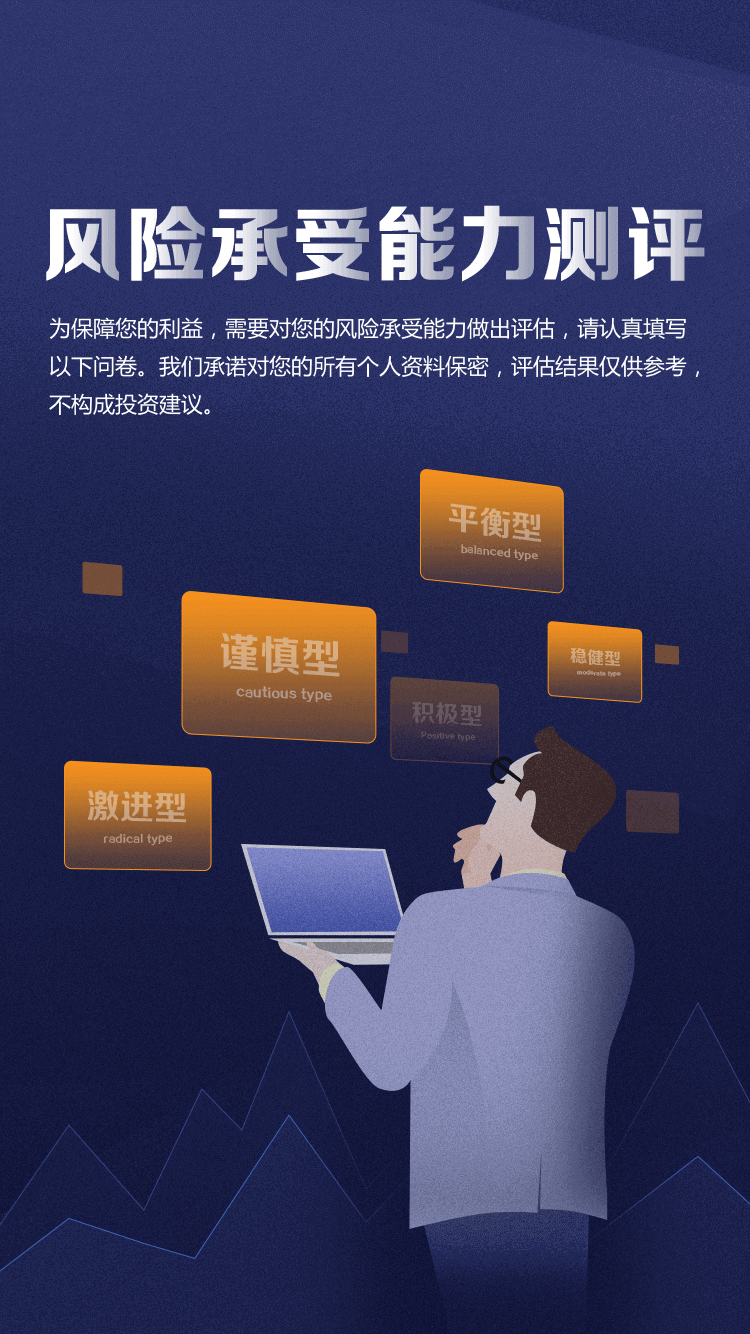 风险承受能力测评
为保障您的利益，需要对您的风险承受能力做出评估，请认真填写
以下问卷。我们承诺对您的所有个人资料保密，评估结果仅供参考，
不构成投资建议。
平衡型
balanced type
谨慎型
cautious type
稳健型
moderate type
积极型
Positive type
激进型
radical type